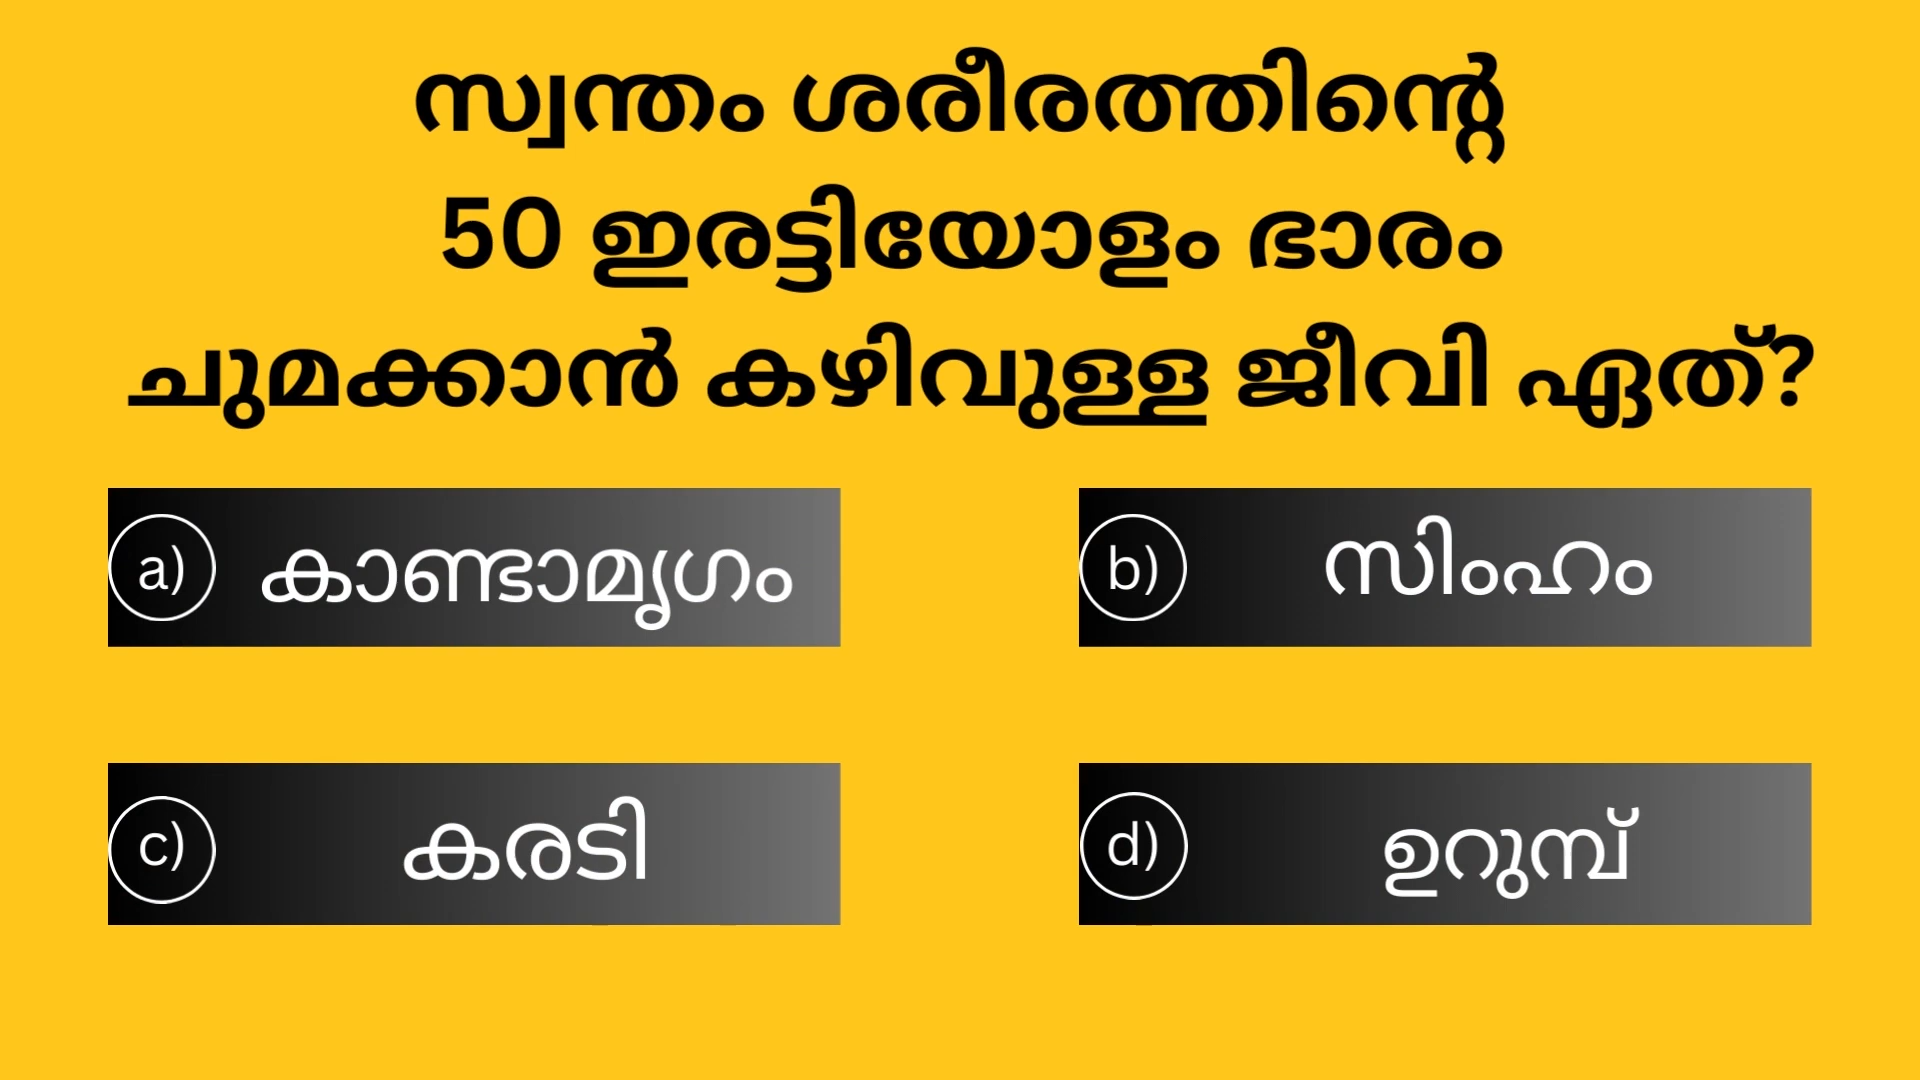 സ്വന്തം ശരീരത്തിന്റെ
50 ഇരട്ടിയോളം ഭാരം
ചുമക്കാൻ കഴിവുള്ള ജീവി ഏത്?
a) കാണ്ടാമൃഗം
b) സിംഹം
c) കരടി
d) ഉറുമ്പ്